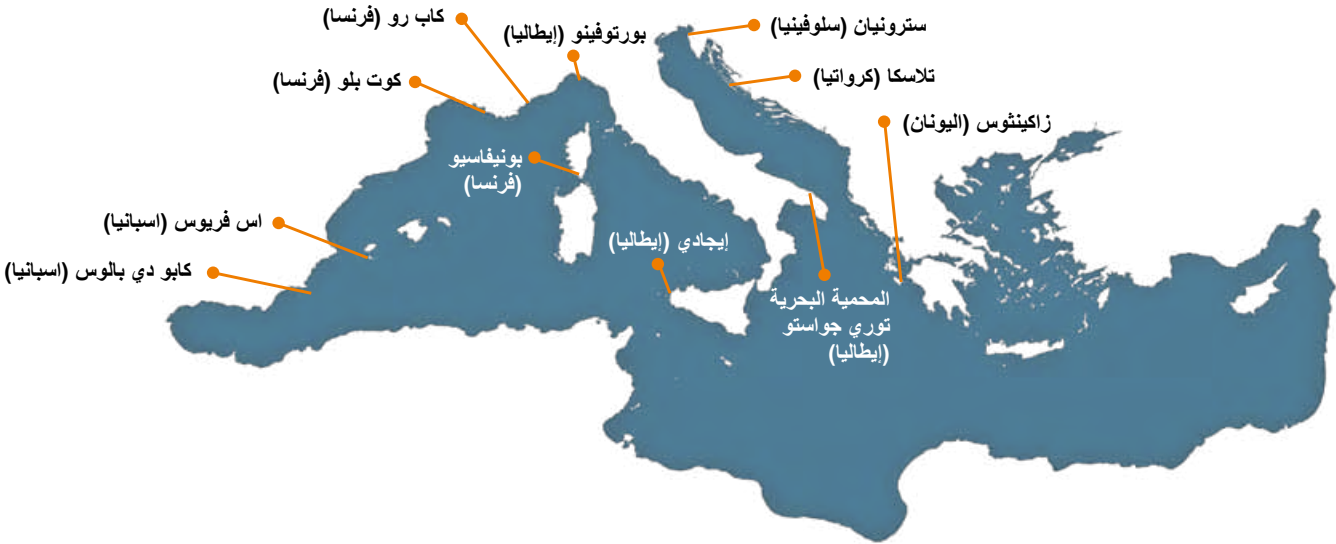 كاب رو (فرنسا)
بورتوفينو (إيطاليا)
سترونيان (سلوفينيا)
كوت بلو (فرنسا)
تلاسكا (كرواتيا)
زاكينثوس (اليونان)
بونيفاسيو
(فرنسا)
اس فريوس (اسبانيا)
إيجادي (إيطاليا)
كابو دي بالوس (اسبانيا)
المحمية البحرية
توري جواستو
(إيطاليا)